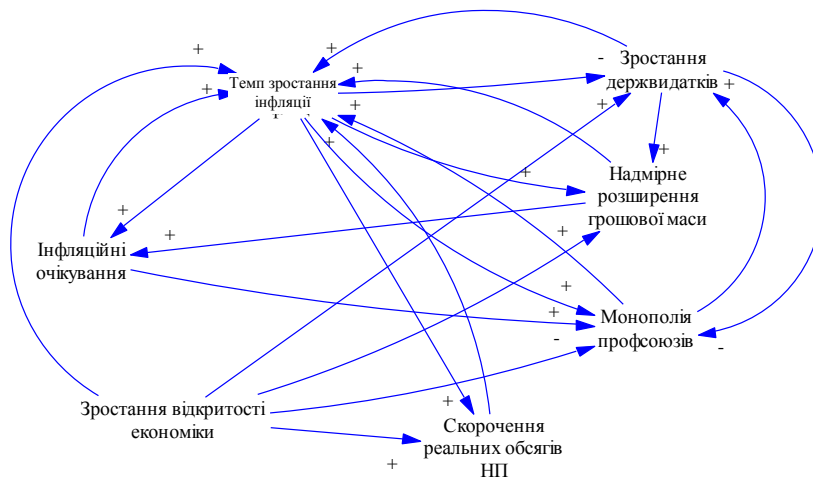 Темп зростання
інфляції
Зростання
держвидатків
Надмірне
розширення
грошової маси
Інфляційні
очікування
Монополія
профсоюзів
Зростання відкритості
економіки
Скорочення
реальних обсягів
НП
+
+
+
+
+
+
-
+
+
+
+
+
+
+
+
+
-
-
+
+